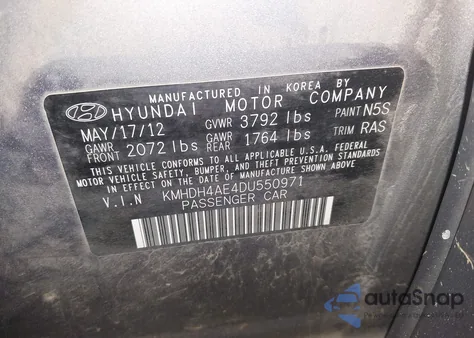 MANUFACTURED IN KOREA BY
HYUNDAI MOTOR COMPANY
MAY/17/12 GVWR 3792 lbs PAINT N5S
GAWR FRONT 2072 lbs GAWR REAR 1764 lbs TRIM RAS
THIS VEHICLE CONFORMS TO ALL APPLICABLE U.S.A FEDERAL
MOTOR VEHICLE SAFETY, BUMPER, AND THEFT PREVENTION STANDARDS
IN EFFECT ON THE DATE OF MANUFACTURE SHOWN ABOVE.
V.I.N KMHDH4AE4DU550971
PASSENGER CAR
autoSnap